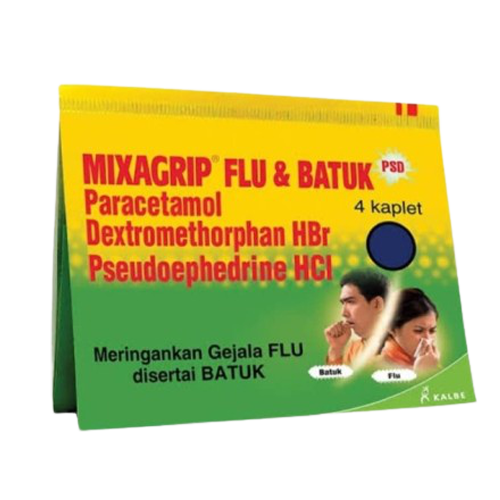 MIXAGRIP® FLU & BATUK PSD
Paracetamol
Dextromethorphan HBr
Pseudoephedrine HCl
4 kaplet
Meringankan Gejala FLU
disertai BATUK
Batuk
Flu
KALBE